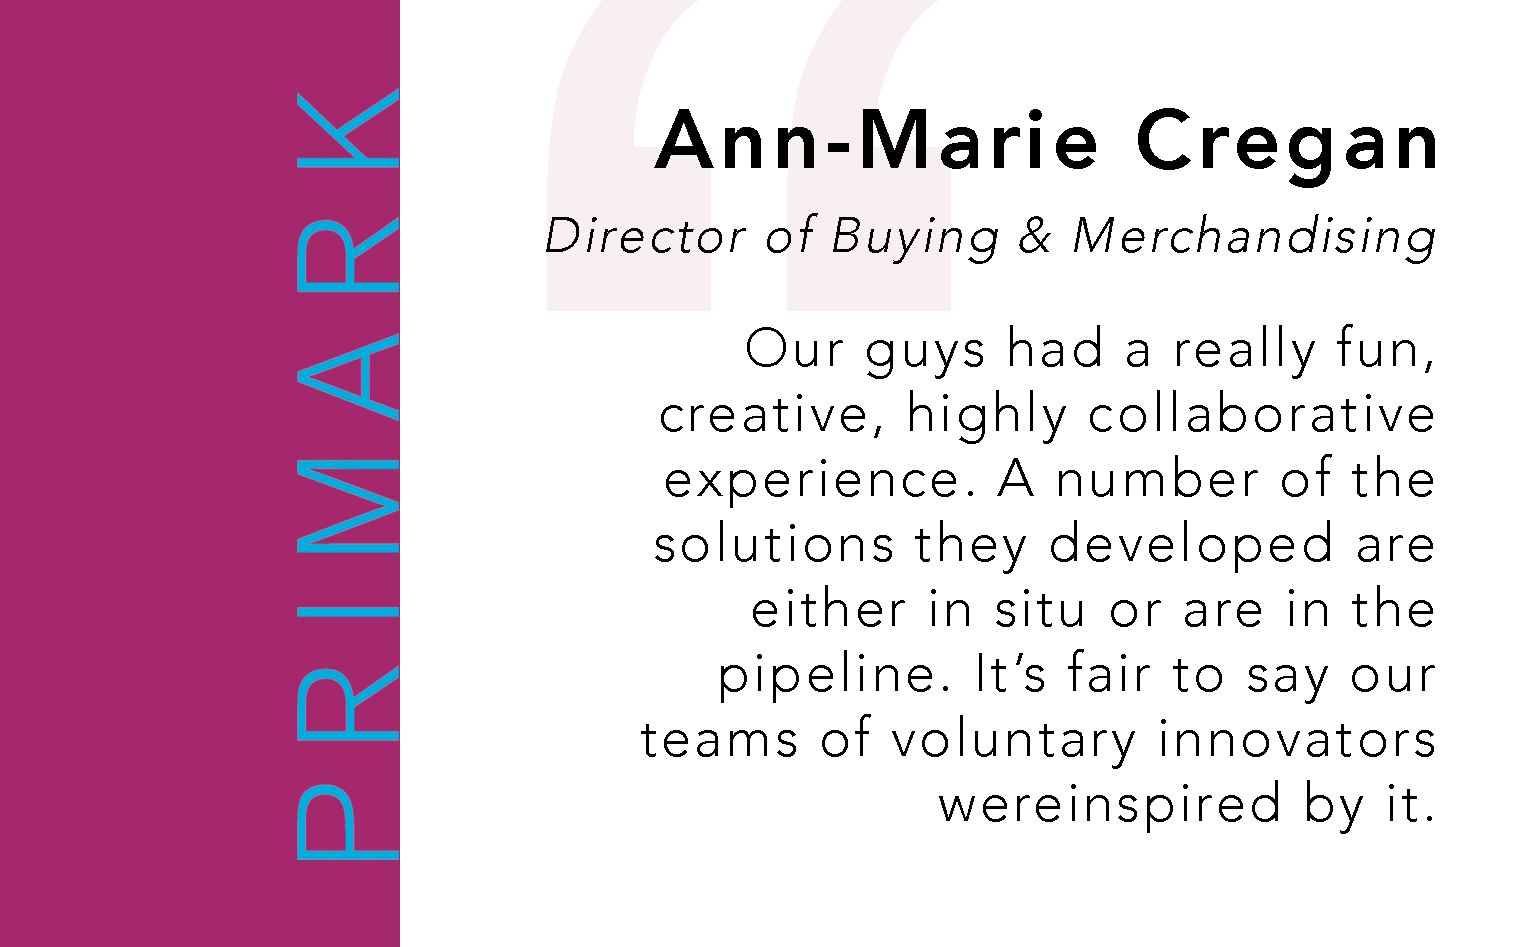 PRIMARK
Ann-Marie Cregan
Director of Buying & Merchandising
Our guys had a really fun,
creative, highly collaborative
experience. A number of the
solutions they developed are
either in situ or are in the
pipeline. It’s fair to say our
teams of voluntary innovators
wereinspired by it.